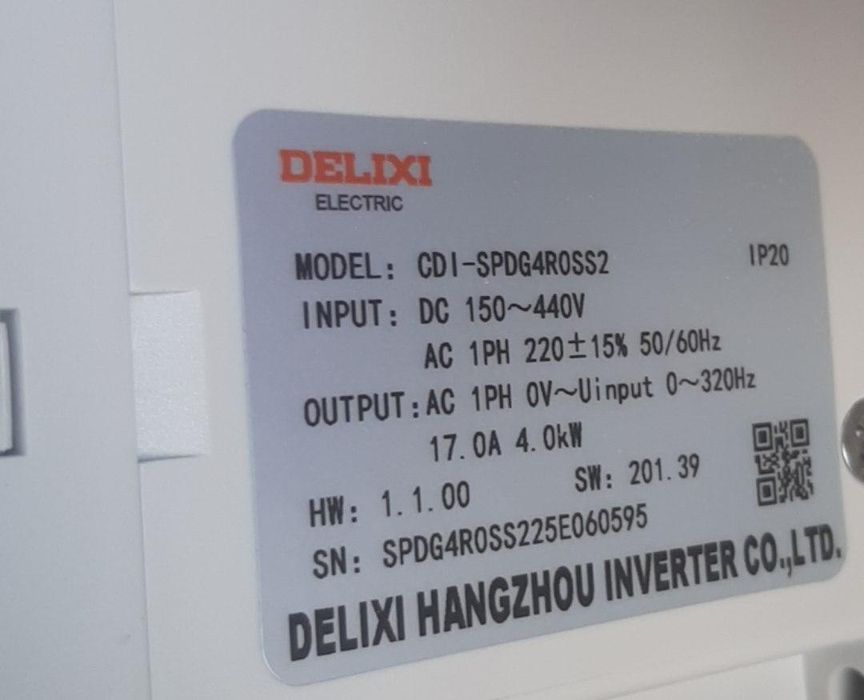 DELIXI
ELECTRIC
MODEL: CDI-SPDG4R0SS2 IP20
INPUT: DC 150~440V
AC 1PH 220±15% 50/60Hz
OUTPUT: AC 1PH 0V~Uinput 0~320Hz
17.0A 4.0kW
HW: 1.1.00 SW: 201.39
SN: SPDG4R0SS225E060595
DELIXI HANGZHOU INVERTER CO.,LTD.